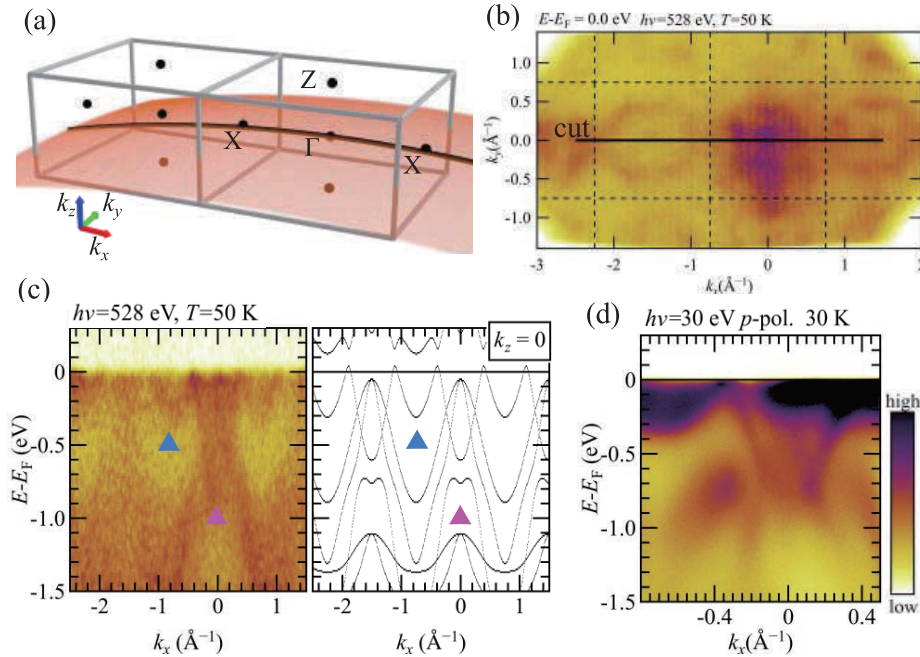 (a)
Z
X
Γ
X
k_z
k_y
k_x
(b)
E-E_F = 0.0 eV hν=528 eV, T=50 K
k_y(Å⁻¹)
1.0
0.0
-1.0
cut
-3 -2 -1 0 1 2
k_x(Å⁻¹)
(c)
hν=528 eV, T=50 K
k_z = 0
E-E_F (eV)
0
-0.5
-1.0
-1.5
-2 -1 0 1
-2 -1 0 1
k_x (Å⁻¹)
k_x (Å⁻¹)
(d)
hν=30 eV p-pol. 30 K
E-E_F (eV)
0
-0.5
-1.0
-1.5
-0.4 0 0.4
k_x(Å⁻¹)
high
low